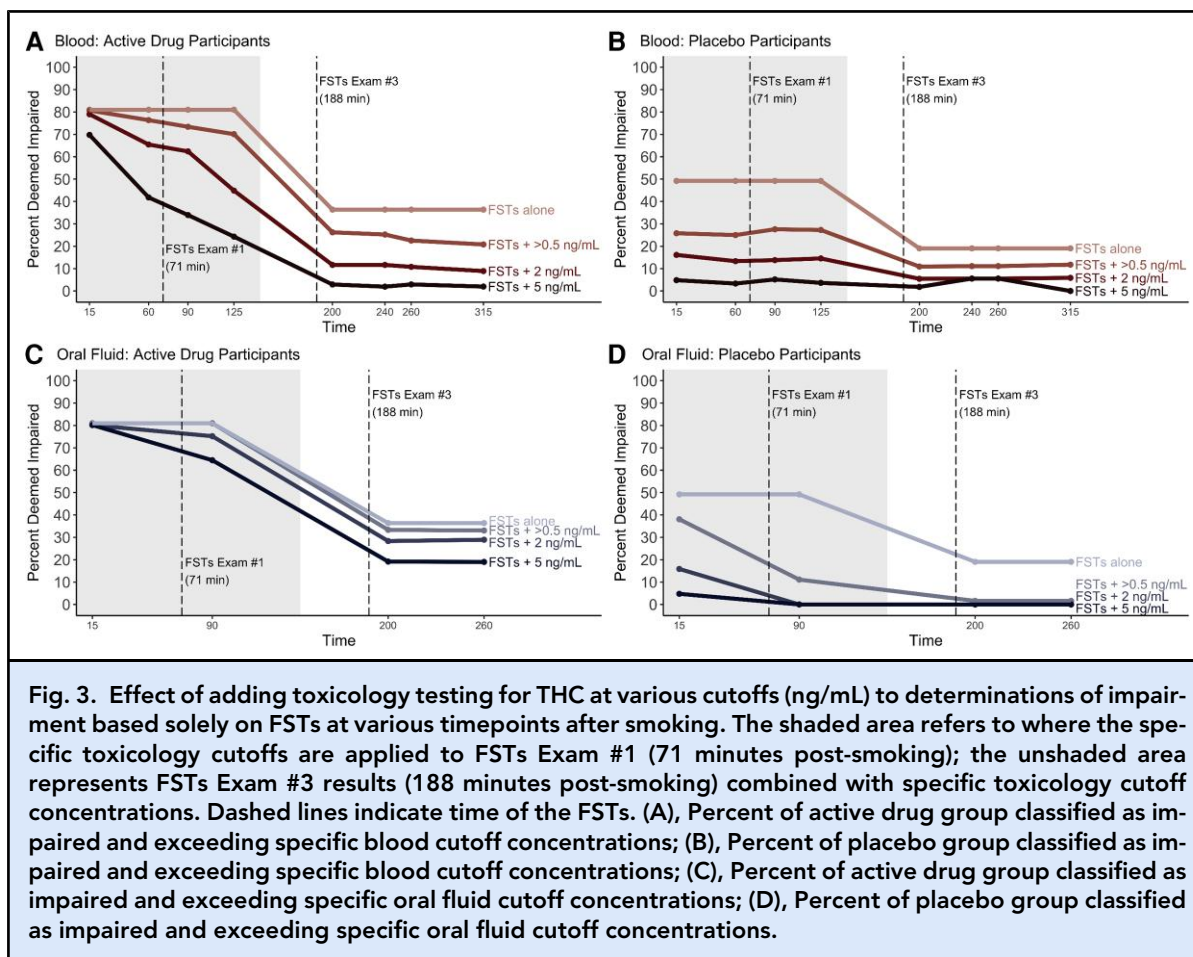 A Blood: Active Drug Participants
Percent Deemed Impaired
100
90
80
70
60
50
40
30
20
10
0
FSTs Exam #3
(188 min)
FSTs Exam #1
(71 min)
FSTs alone
FSTs + >0.5 ng/mL
FSTs + 2 ng/mL
FSTs + 5 ng/mL
15 60 90 125 200 240 260 315
Time
B Blood: Placebo Participants
Percent Deemed Impaired
100
90
80
70
60
50
40
30
20
10
0
FSTs Exam #1
(71 min)
FSTs Exam #3
(188 min)
FSTs alone
FSTs + >0.5 ng/mL
FSTs + 2 ng/mL
FSTs + 5 ng/mL
15 60 90 125 200 240 260 315
Time
C Oral Fluid: Active Drug Participants
Percent Deemed Impaired
100
90
80
70
60
50
40
30
20
10
0
FSTs Exam #3
(188 min)
FSTs Exam #1
(71 min)
FSTs alone
FSTs + >0.5 ng/mL
FSTs + 2 ng/mL
FSTs + 5 ng/mL
15 90 200 260
Time
D Oral Fluid: Placebo Participants
Percent Deemed Impaired
100
90
80
70
60
50
40
30
20
10
0
FSTs Exam #1
(71 min)
FSTs Exam #3
(188 min)
FSTs alone
FSTs + >0.5 ng/mL
FSTs + 2 ng/mL
FSTs + 5 ng/mL
15 90 200 260
Time
Fig. 3. Effect of adding toxicology testing for THC at various cutoffs (ng/mL) to determinations of impair-
ment based solely on FSTs at various timepoints after smoking. The shaded area refers to where the spe-
cific toxicology cutoffs are applied to FSTs Exam #1 (71 minutes post-smoking); the unshaded area
represents FSTs Exam #3 results (188 minutes post-smoking) combined with specific toxicology cutoff
concentrations. Dashed lines indicate time of the FSTs. (A), Percent of active drug group classified as im-
paired and exceeding specific blood cutoff concentrations; (B), Percent of placebo group classified as im-
paired and exceeding specific blood cutoff concentrations; (C), Percent of active drug group classified as
impaired and exceeding specific oral fluid cutoff concentrations; (D), Percent of placebo group classified
as impaired and exceeding specific oral fluid cutoff concentrations.